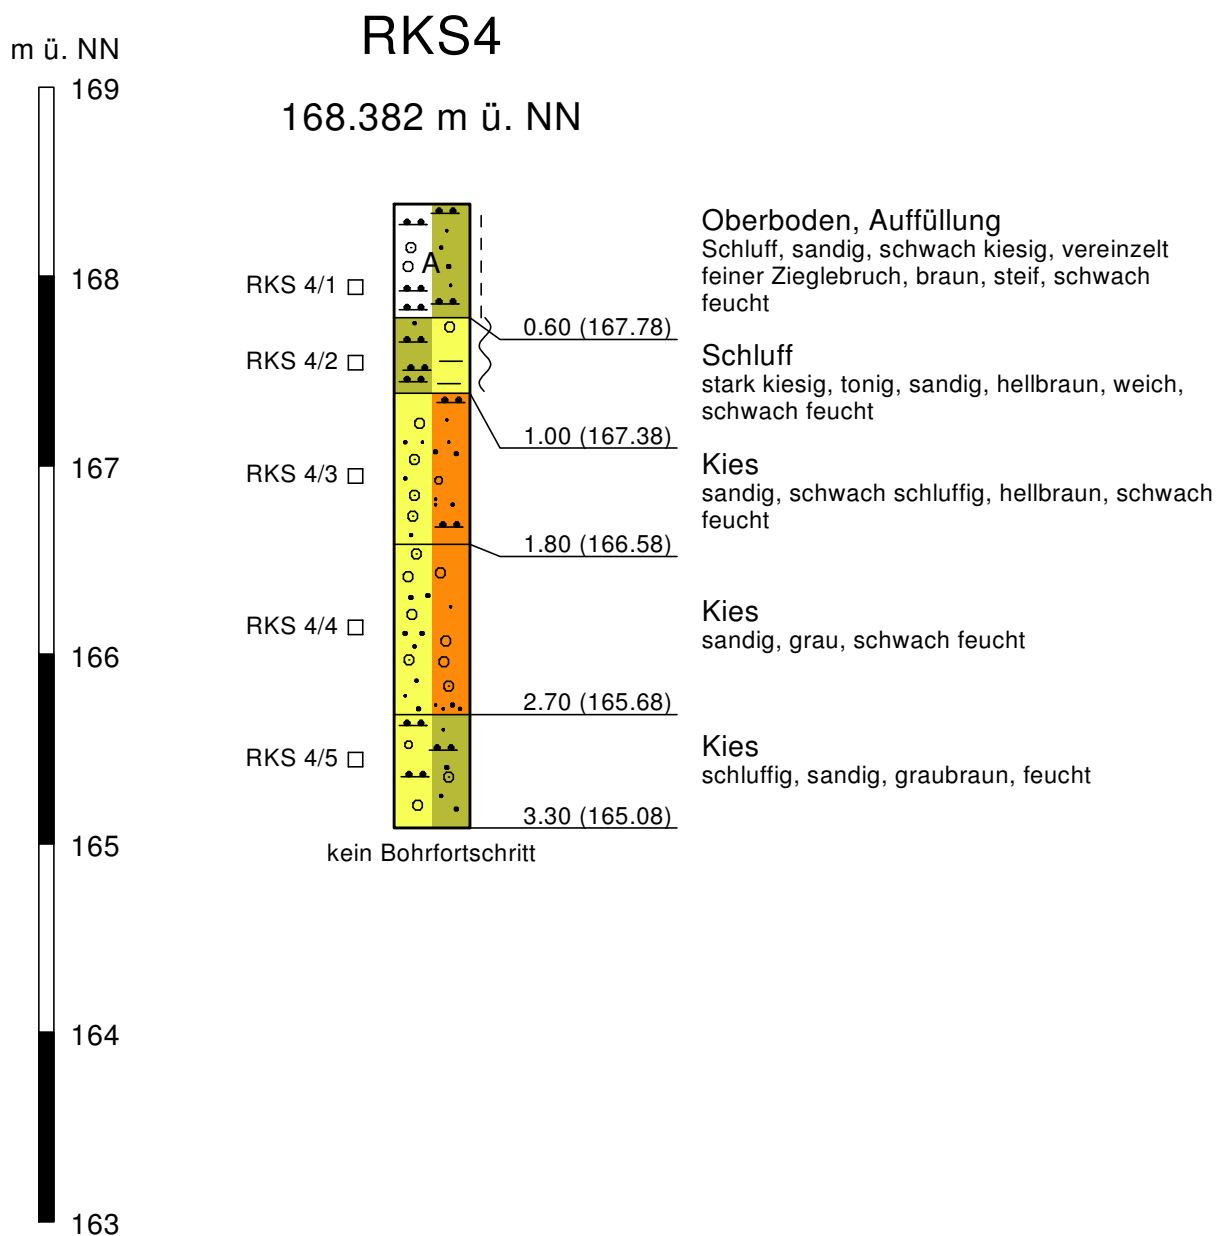 RKS4
m ü. NN
168.382 m ü. NN
169
168
167
166
165
164
163
RKS 4/1
A
Oberboden, Auffüllung
Schluff, sandig, schwach kiesig, vereinzelt
feiner Zieglebruch, braun, steif, schwach
feucht
0.60 (167.78)
RKS 4/2
Schluff
stark kiesig, tonig, sandig, hellbraun, weich,
schwach feucht
1.00 (167.38)
RKS 4/3
Kies
sandig, schwach schluffig, hellbraun, schwach
feucht
1.80 (166.58)
RKS 4/4
Kies
sandig, grau, schwach feucht
2.70 (165.68)
RKS 4/5
Kies
schluffig, sandig, graubraun, feucht
3.30 (165.08)
kein Bohrfortschritt